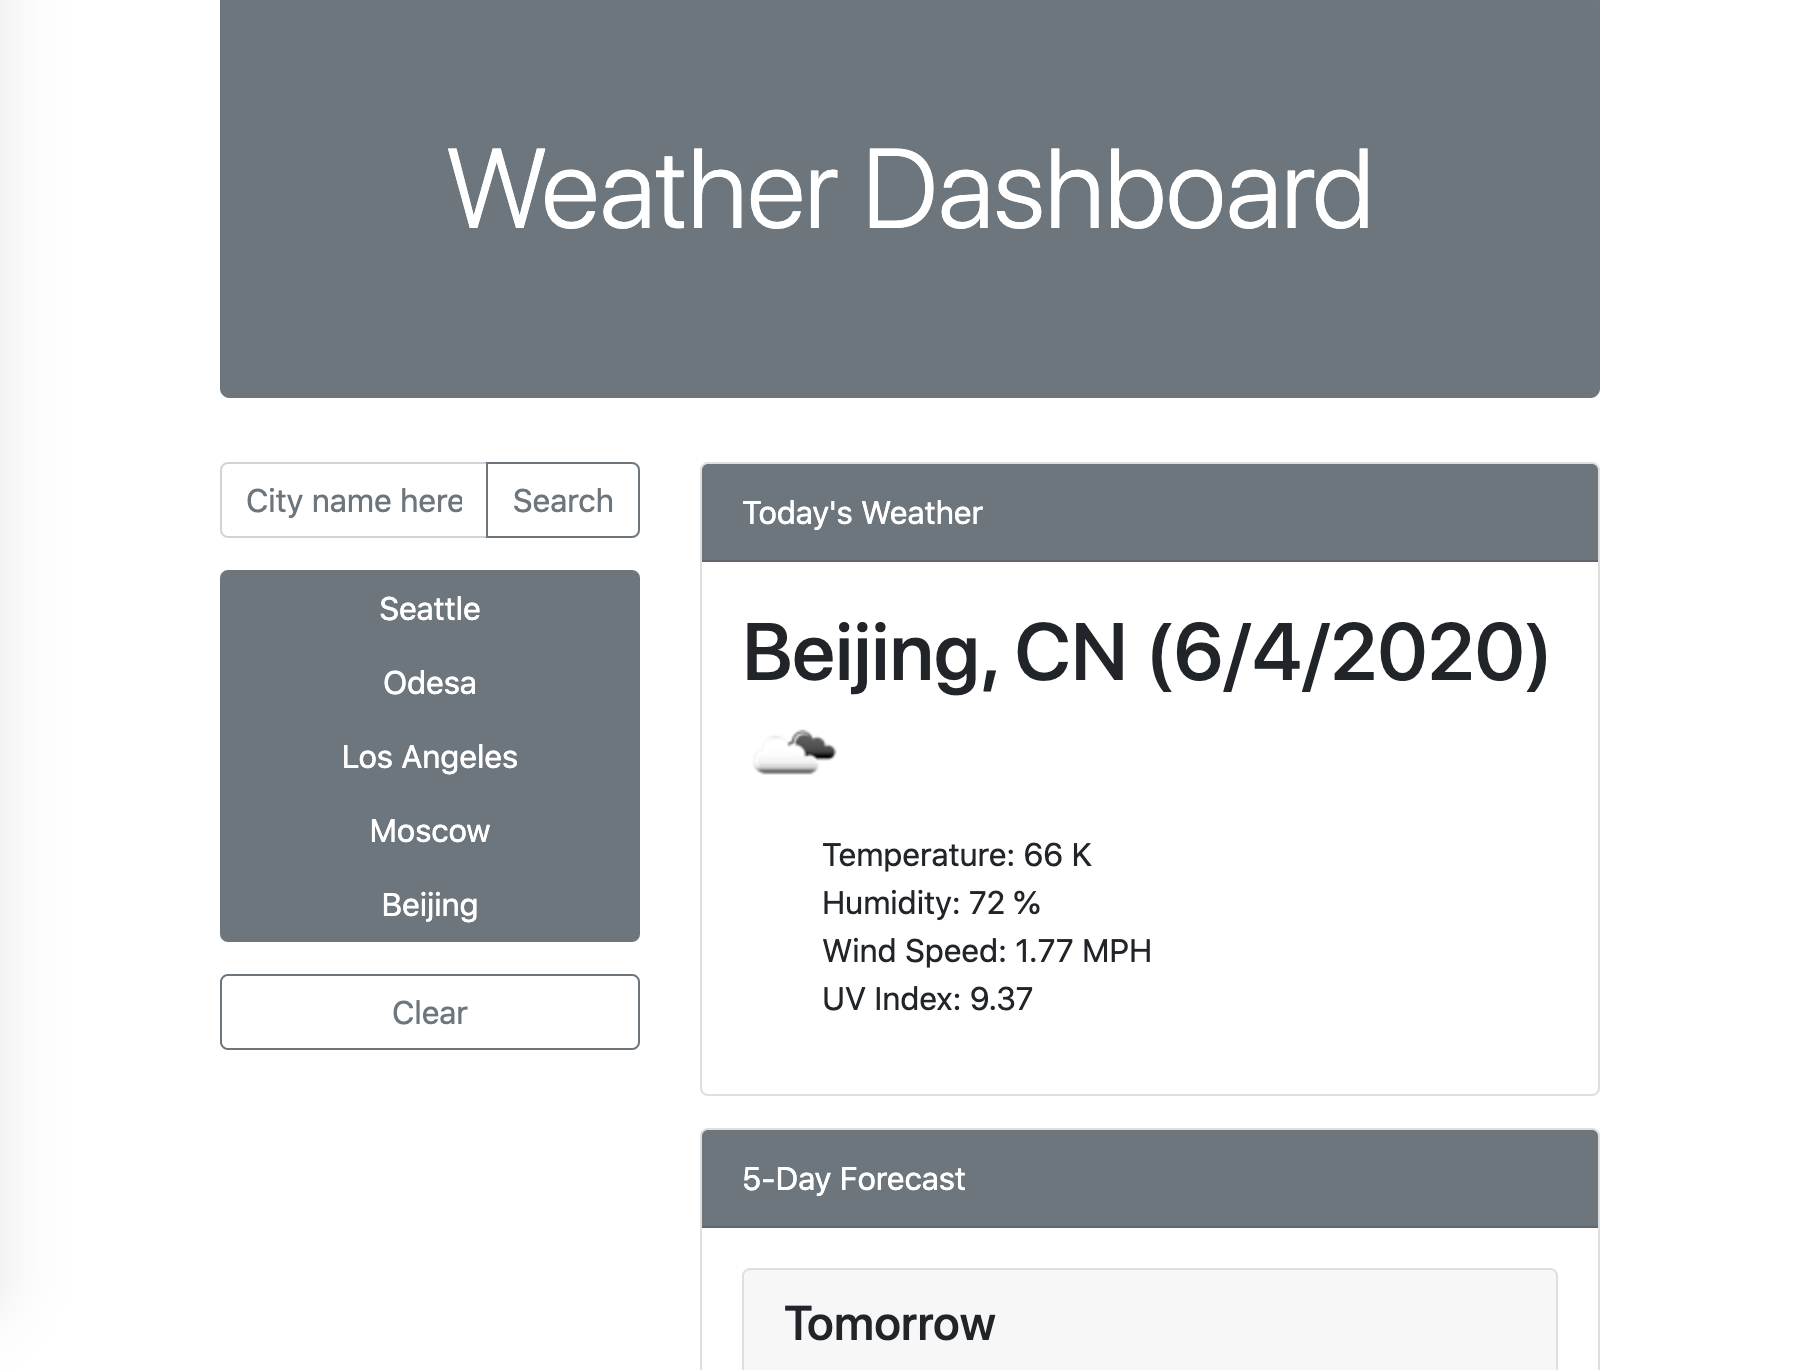 Weather Dashboard
City name here
Search
Seattle
Odesa
Los Angeles
Moscow
Beijing
Clear
Today's Weather
Beijing, CN (6/4/2020)
Temperature: 66 K
Humidity: 72 %
Wind Speed: 1.77 MPH
UV Index: 9.37
5-Day Forecast
Tomorrow